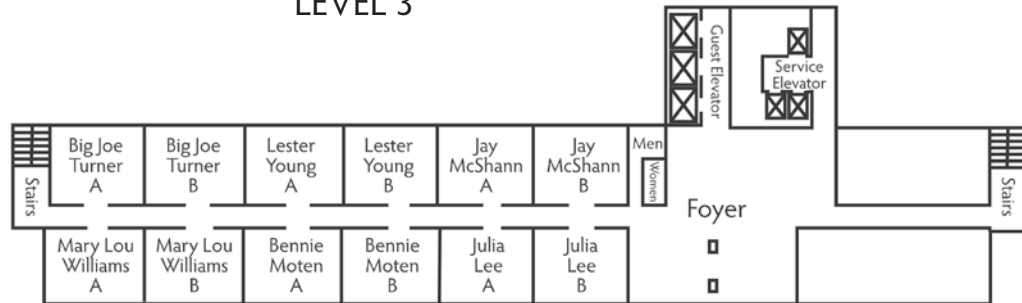 LEVEL 3
Guest Elevator
Service
Elevator
Big Joe
Turner
A
Big Joe
Turner
B
Lester
Young
A
Lester
Young
B
Jay
McShann
A
Jay
McShann
B
Men
Women
Stairs
Foyer
Stairs
Mary Lou
Williams
A
Mary Lou
Williams
B
Bennie
Moten
A
Bennie
Moten
B
Julia
Lee
A
Julia
Lee
B